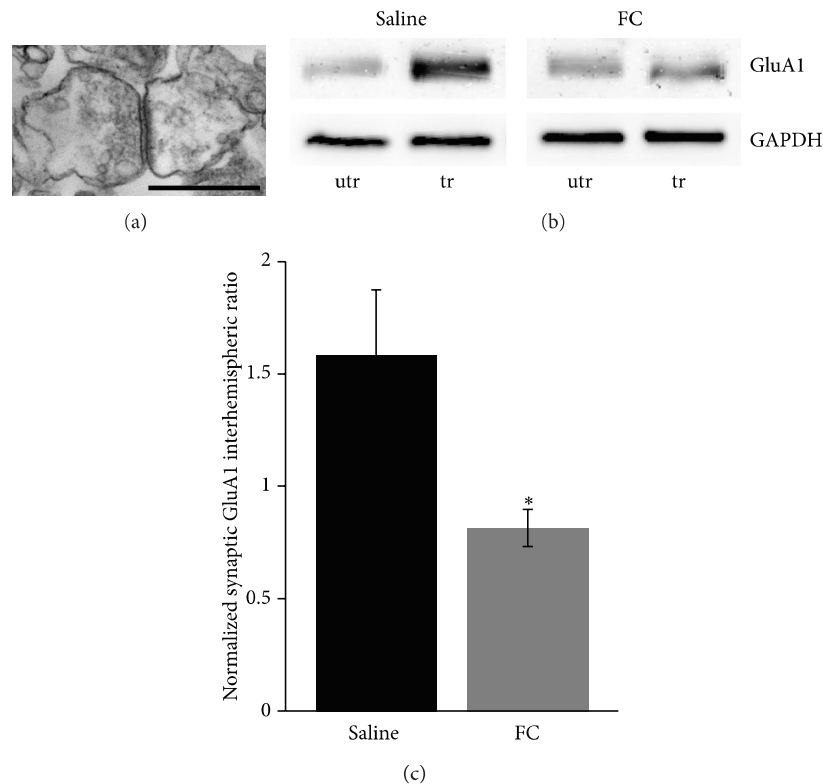 Saline FC
GluA1
GAPDH
utr tr utr tr
(a)
(b)
Normalized synaptic GluA1 interhemispheric ratio
2
1.5
1
*
0.5
0
Saline FC
(c)